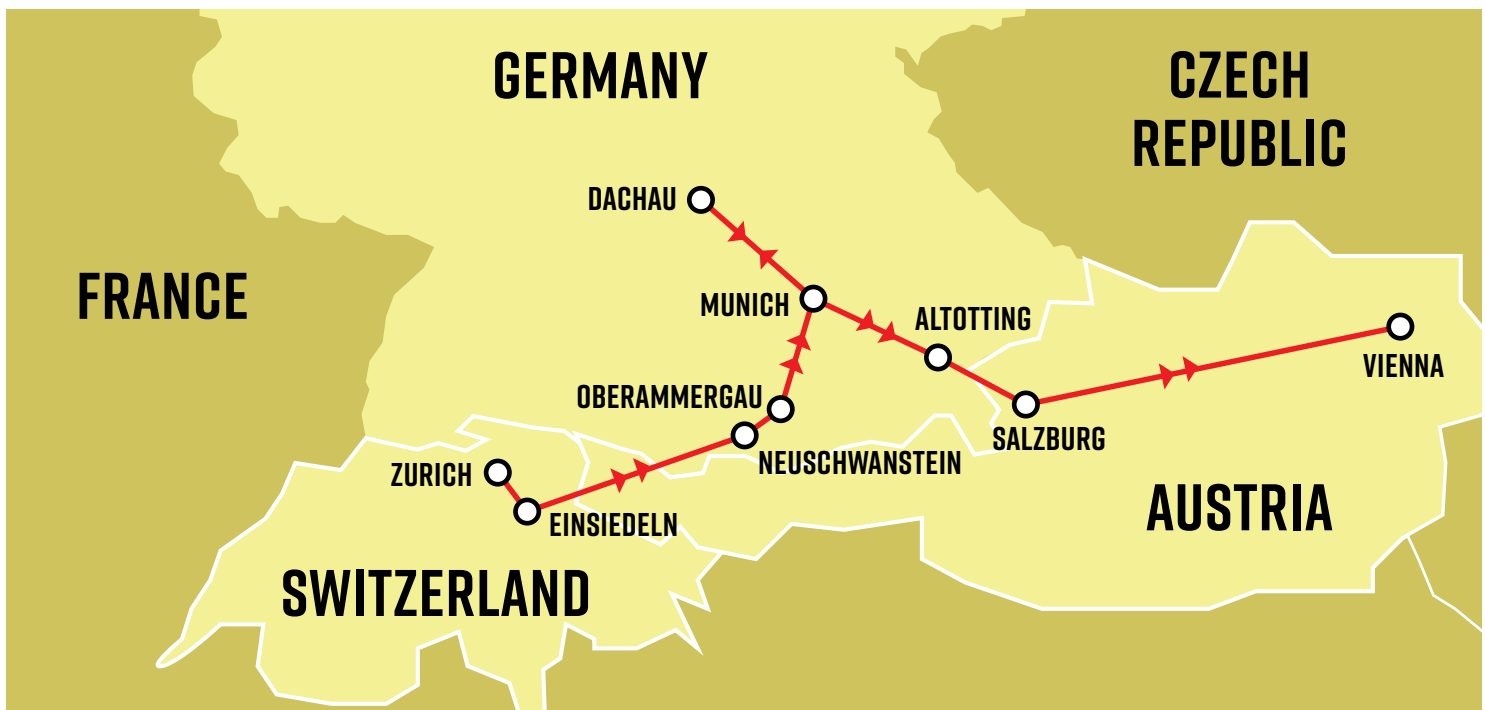 GERMANY
CZECH
REPUBLIC
DACHAU
FRANCE
MUNICH
ALTOTTING
VIENNA
OBERAMMERGAU
SALZBURG
NEUSCHWANSTEIN
ZURICH
EINSIEDELN
AUSTRIA
SWITZERLAND